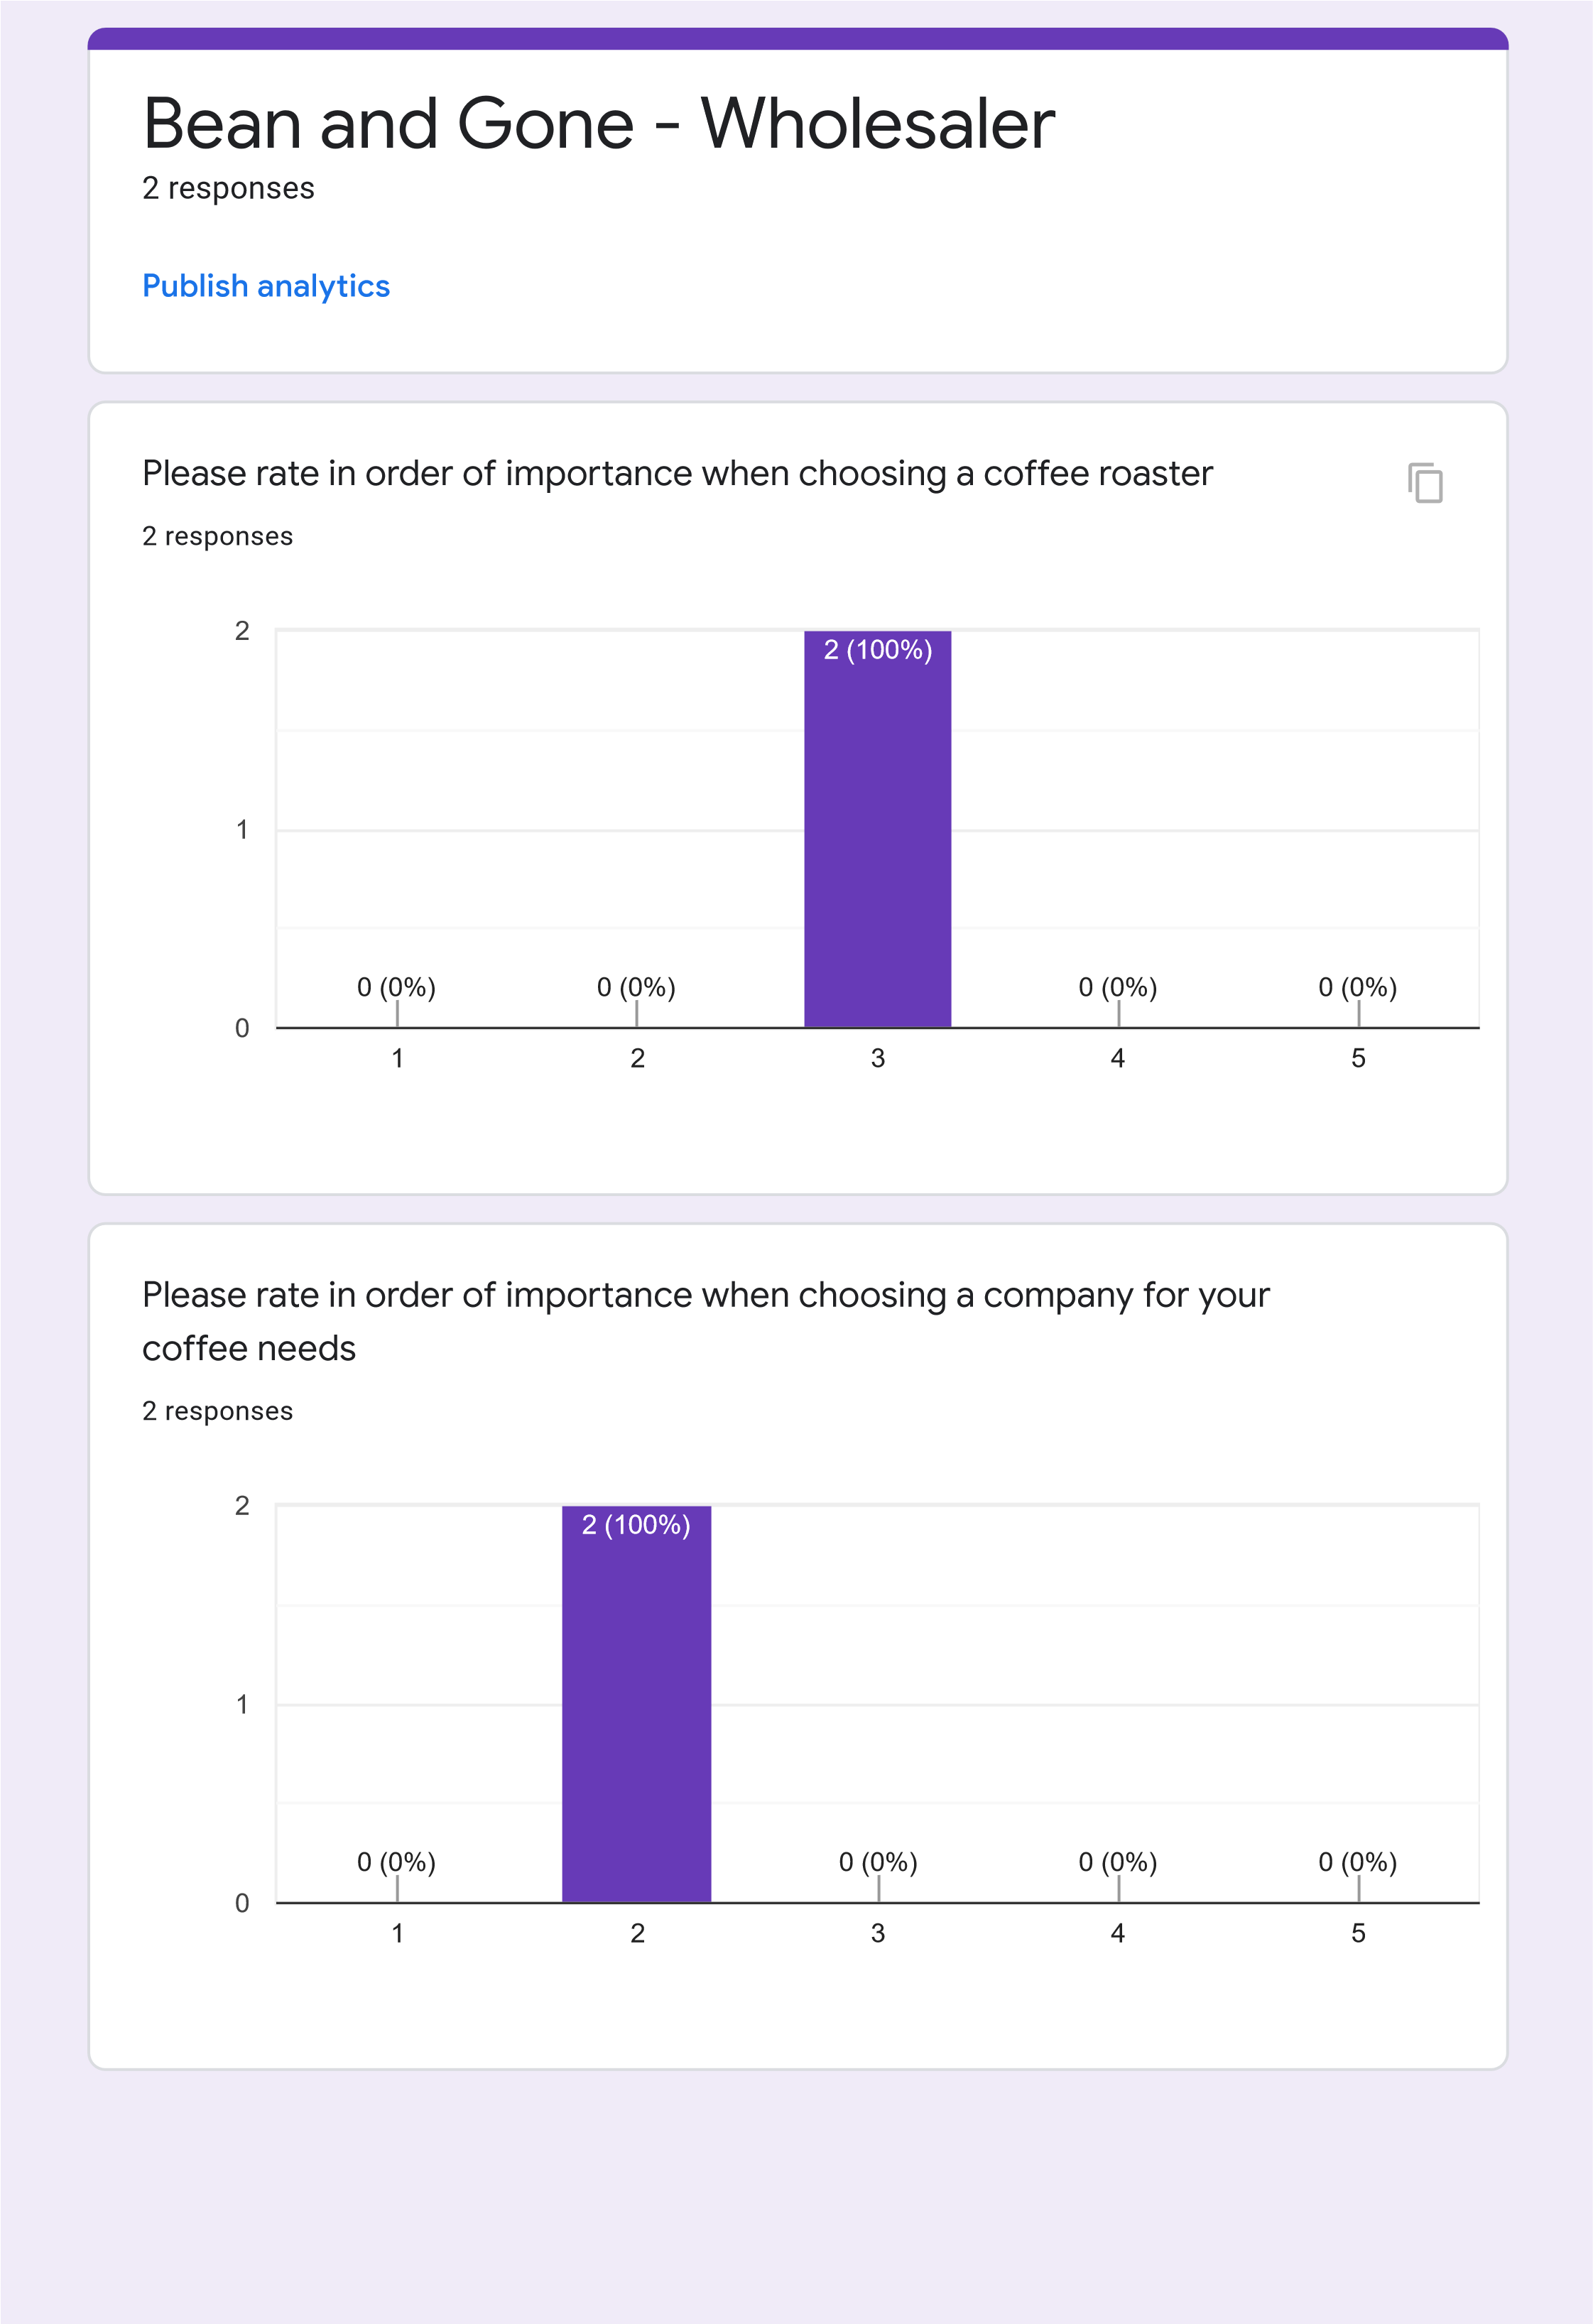 Bean and Gone - Wholesaler
2 responses
Publish analytics
Please rate in order of importance when choosing a coffee roaster
2 responses
2
2 (100%)
1
0 (0%) 0 (0%) 0 (0%) 0 (0%)
0
1 2 3 4 5
Please rate in order of importance when choosing a company for your
coffee needs
2 responses
2
2 (100%)
1
0 (0%) 0 (0%) 0 (0%) 0 (0%)
0
1 2 3 4 5